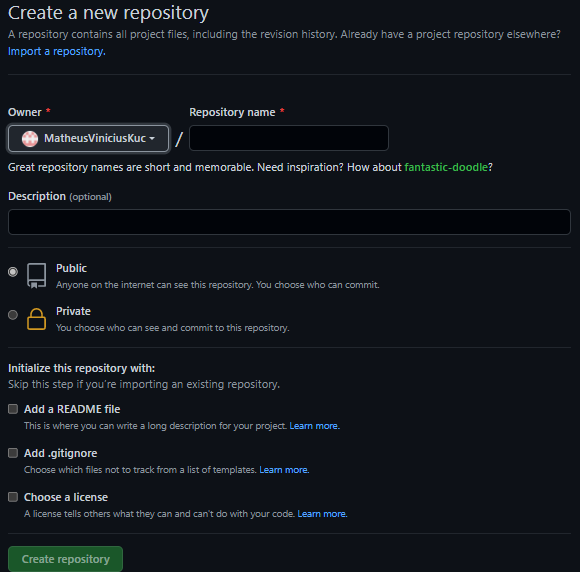 Create a new repository
A repository contains all project files, including the revision history. Already have a project repository elsewhere?
Import a repository.
Owner * Repository name *
MatheusViniciusKuc / 
Great repository names are short and memorable. Need inspiration? How about fantastic-doodle?
Description (optional)
Public
Anyone on the internet can see this repository. You choose who can commit.
Private
You choose who can see and commit to this repository.
Initialize this repository with:
Skip this step if you're importing an existing repository.
Add a README file
This is where you can write a long description for your project. Learn more.
Add .gitignore
Choose which files not to track from a list of templates. Learn more.
Choose a license
A license tells others what they can and can't do with your code. Learn more.
Create repository